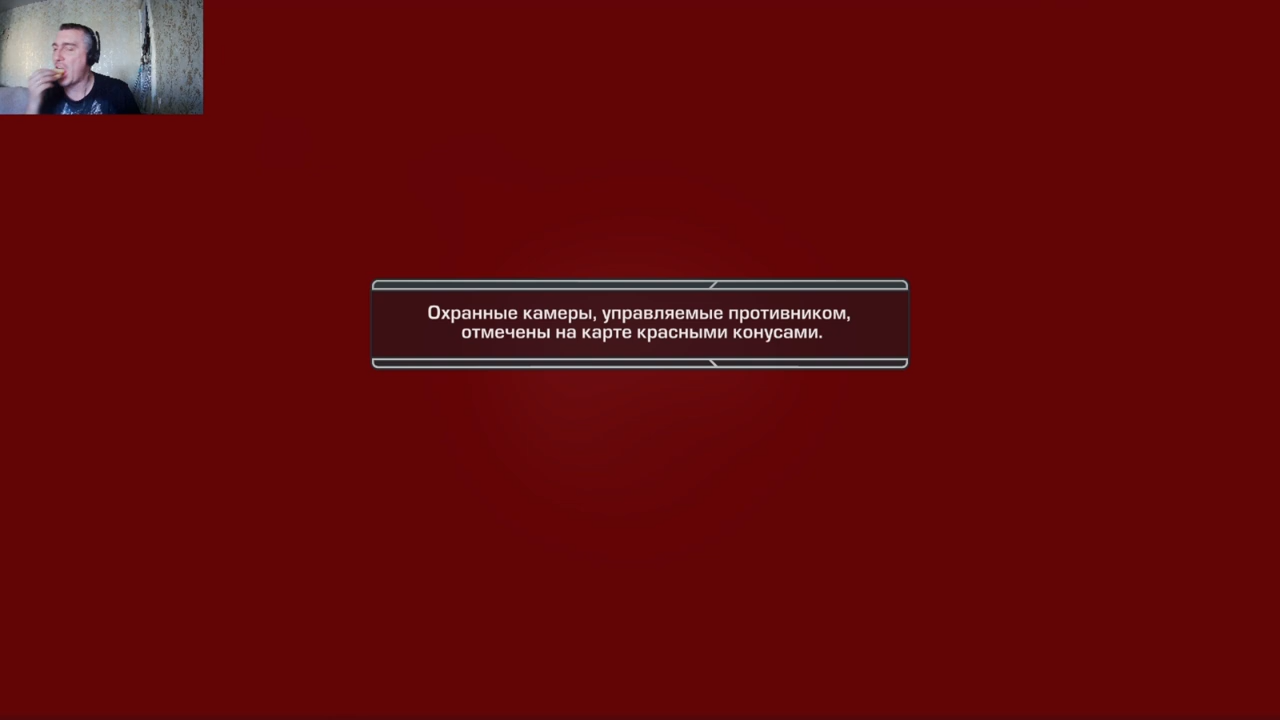 Охранные камеры, управляемые противником,
отмечены на карте красными конусами.